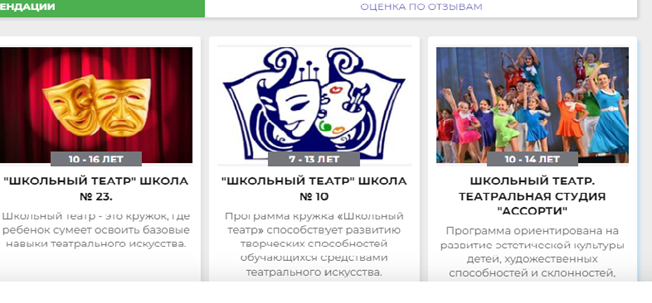 ЕНДАЦИИ
ОЦЕНКА ПО ОТЗЫВАМ
10 - 16 ЛЕТ
"ШКОЛЬНЫЙ ТЕАТР" ШКОЛА
№ 23.
Школьный театр - это кружок, где
ребенок сумеет освоить базовые
навыки театрального искусства.
7 - 13 ЛЕТ
"ШКОЛЬНЫЙ ТЕАТР" ШКОЛА
№ 10
Программа кружка «Школьный
театр» способствует развитию
творческих способностей
обучающихся средствами
театрального искусства.
10 - 14 ЛЕТ
ШКОЛЬНЫЙ ТЕАТР.
ТЕАТРАЛЬНАЯ СТУДИЯ
"АССОРТИ"
Программа ориентирована на
развитие эстетической культуры
детей, художественных
способностей и склонностей,